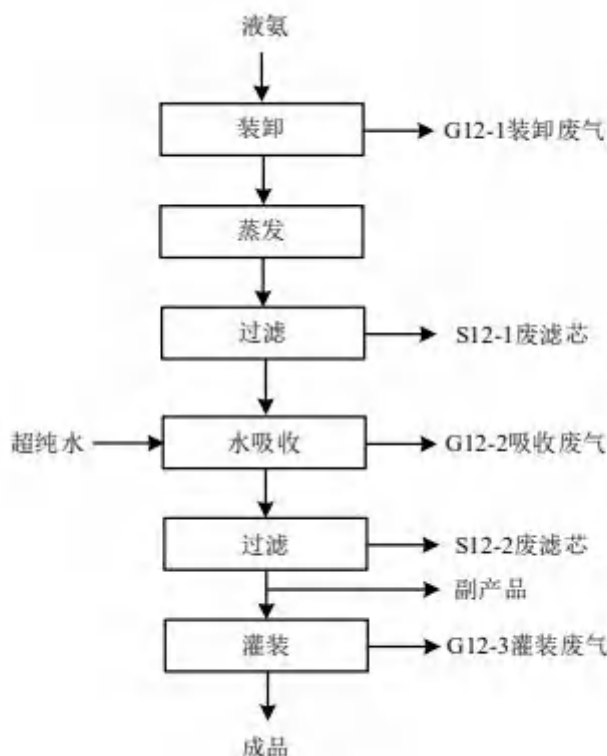 液氨
装卸
G12-1装卸废气
蒸发
过滤
S12-1废滤芯
超纯水
水吸收
G12-2吸收废气
过滤
S12-2废滤芯
副产品
灌装
G12-3灌装废气
成品